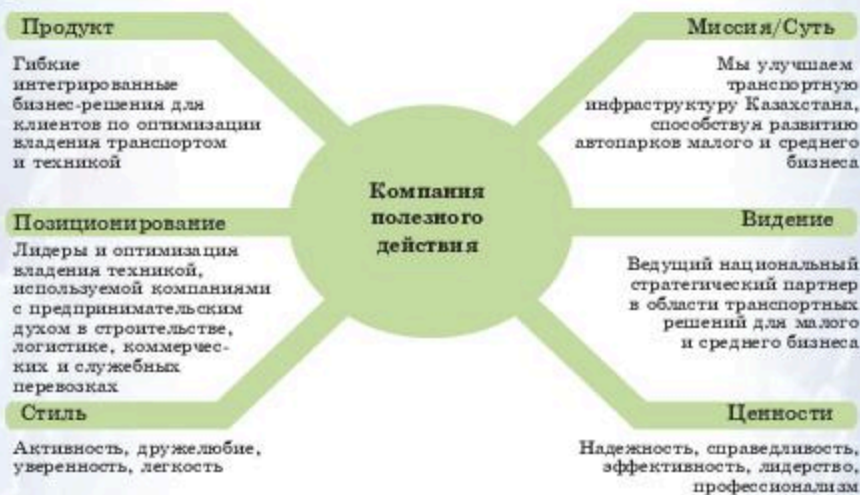 Продукт
Гибкие
интегрированные
бизнес-решения для
клиентов по оптимизации
владения транспортом
и техникой
Позиционирование
Лидеры и оптимизация
владения техникой,
используемой компаниями
с предпринимательским
духом в строительстве,
логистике, коммерчес-
ких и служебных
перевозках
Стиль
Активность, дружелюбие,
уверенность, легкость
Компания
полезного
действия
Миссия/Суть
Мы улучшаем
транспортную
инфраструктуру Казахстана,
способствуя развитию
автопарков малого и среднего
бизнеса
Видение
Ведущий национальный
стратегический партнер
в области транспортных
решений для малого
и среднего бизнеса
Ценности
Надежность, справедливость,
эффективность, лидерство,
профессионализм